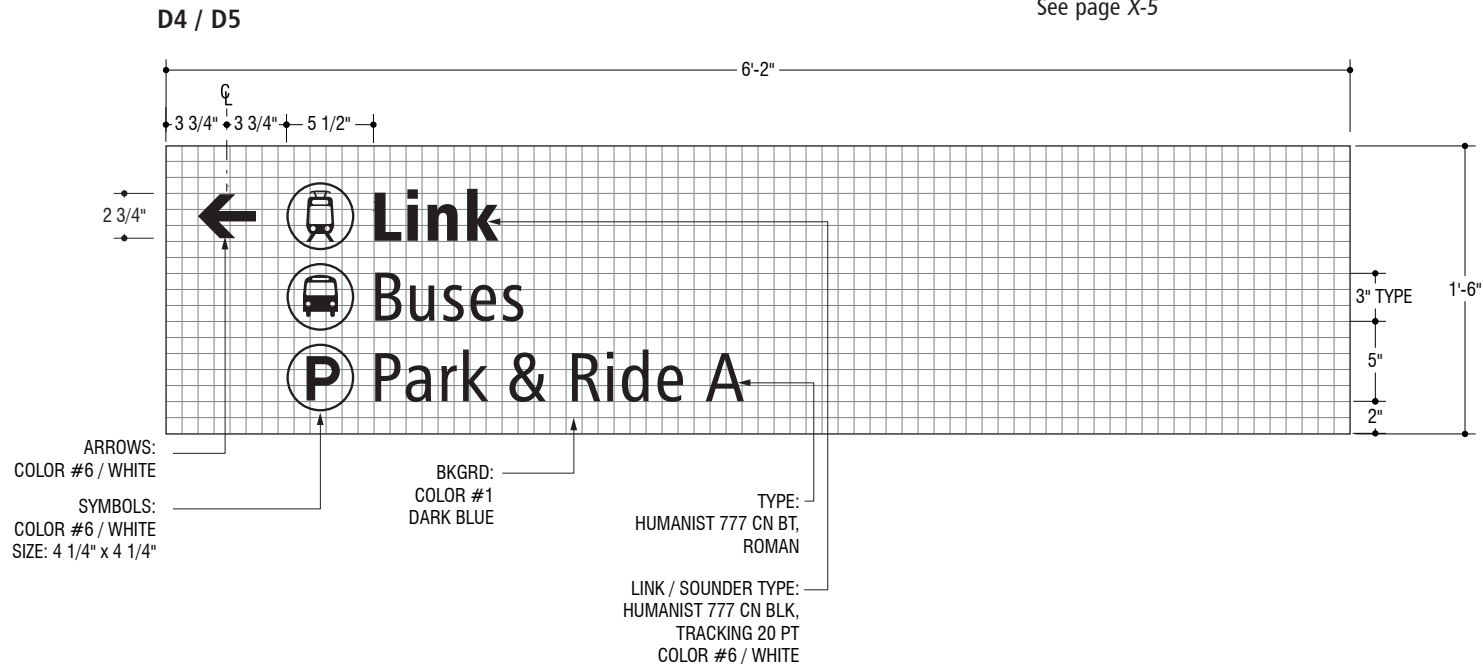 See page X-5
D4 / D5
6'-2"
C L
3 3/4" 3 3/4" 5 1/2"
2 3/4"
Link
Buses
P Park & Ride A
3" TYPE
1'-6"
5"
2"
ARROWS:
COLOR #6 / WHITE
SYMBOLS:
COLOR #6 / WHITE
SIZE: 4 1/4" x 4 1/4"
BKGRD:
COLOR #1
DARK BLUE
TYPE:
HUMANIST 777 CN BT,
ROMAN
LINK / SOUNDER TYPE:
HUMANIST 777 CN BLK,
TRACKING 20 PT
COLOR #6 / WHITE